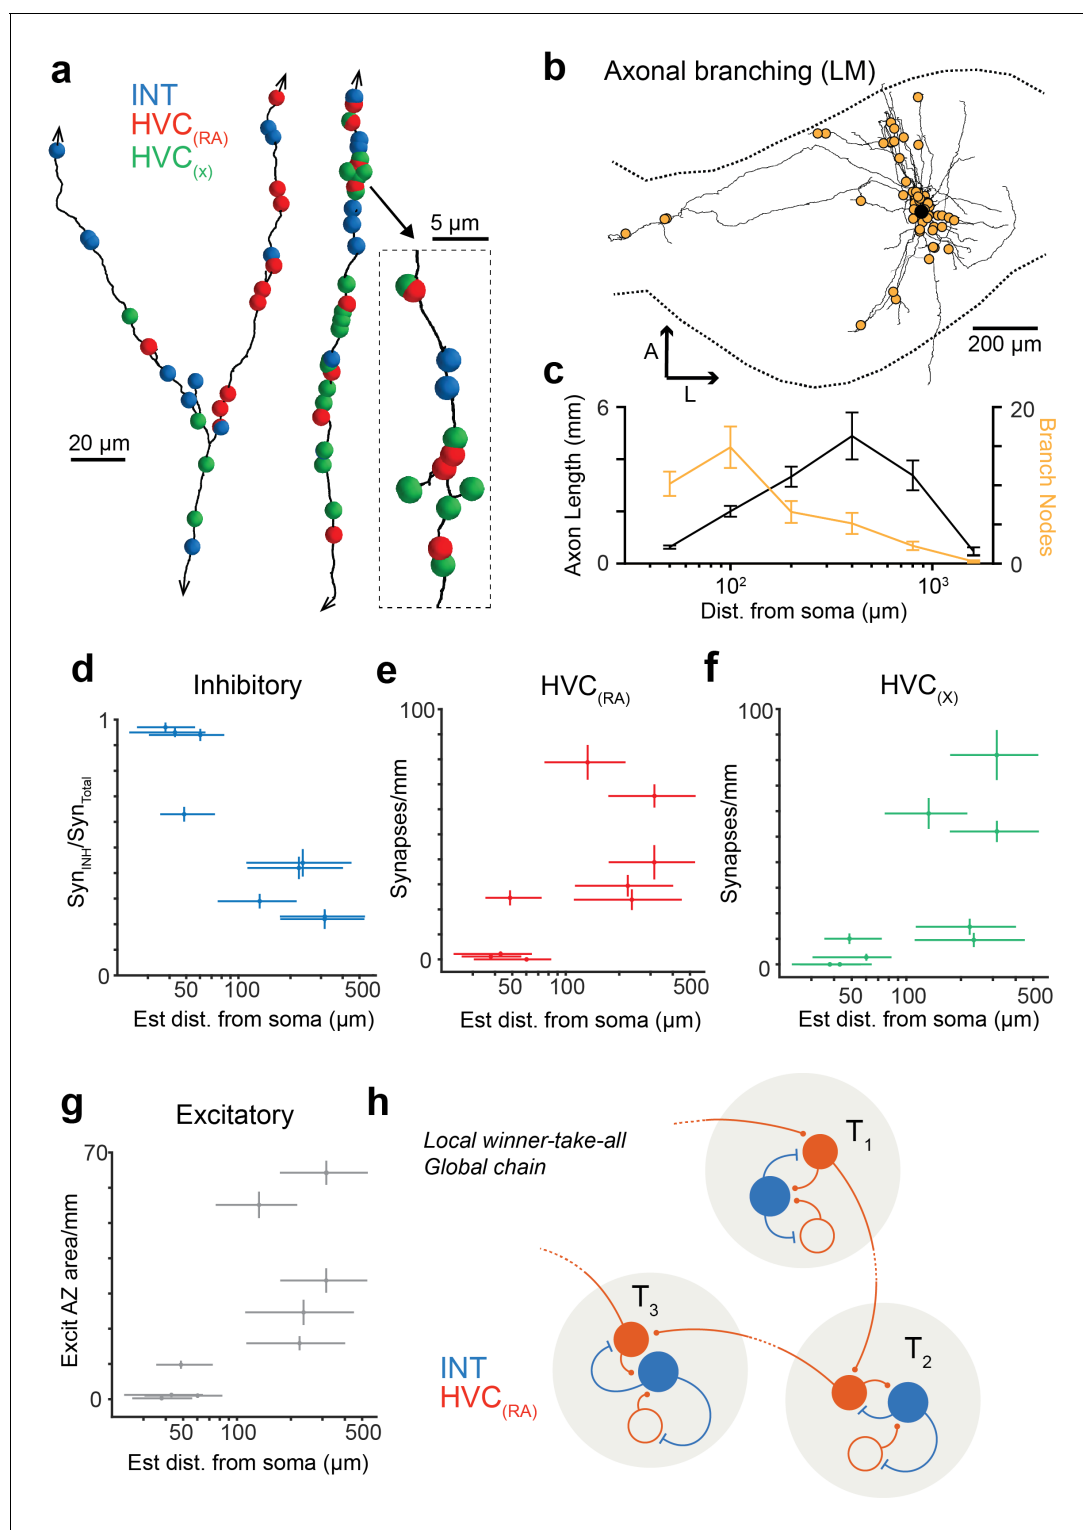 a
INT
HVC(RA)
HVC(x)
20 µm
5 µm
b
Axonal branching (LM)
A
L
200 µm
c
6
0
Axon Length (mm)
20
0
Branch Nodes
10²
10³
Dist. from soma (µm)
d
Inhibitory
1
0
SynINH/SynTotal
50
100
500
Est dist. from soma (µm)
e
HVC(RA)
100
0
Synapses/mm
50
100
500
Est dist. from soma (µm)
f
HVC(X)
100
0
Synapses/mm
50
100
500
Est dist. from soma (µm)
g
Excitatory
70
0
Excit AZ area/mm
50
100
500
Est dist. from soma (µm)
h
Local winner-take-all
Global chain
T1
T3
T2
INT
HVC(RA)